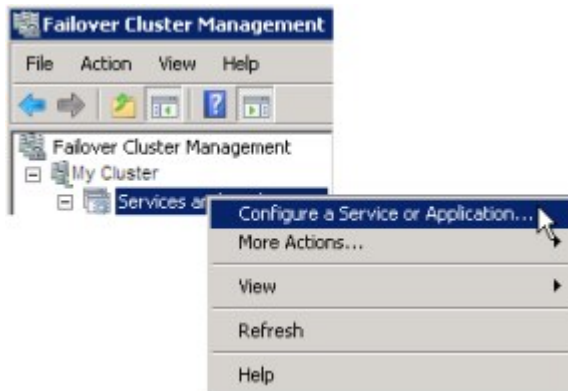 Failover Cluster Management
File Action View Help
Failover Cluster Management
My Cluster
Services
Configure a Service or Application...
More Actions...
View
Refresh
Help